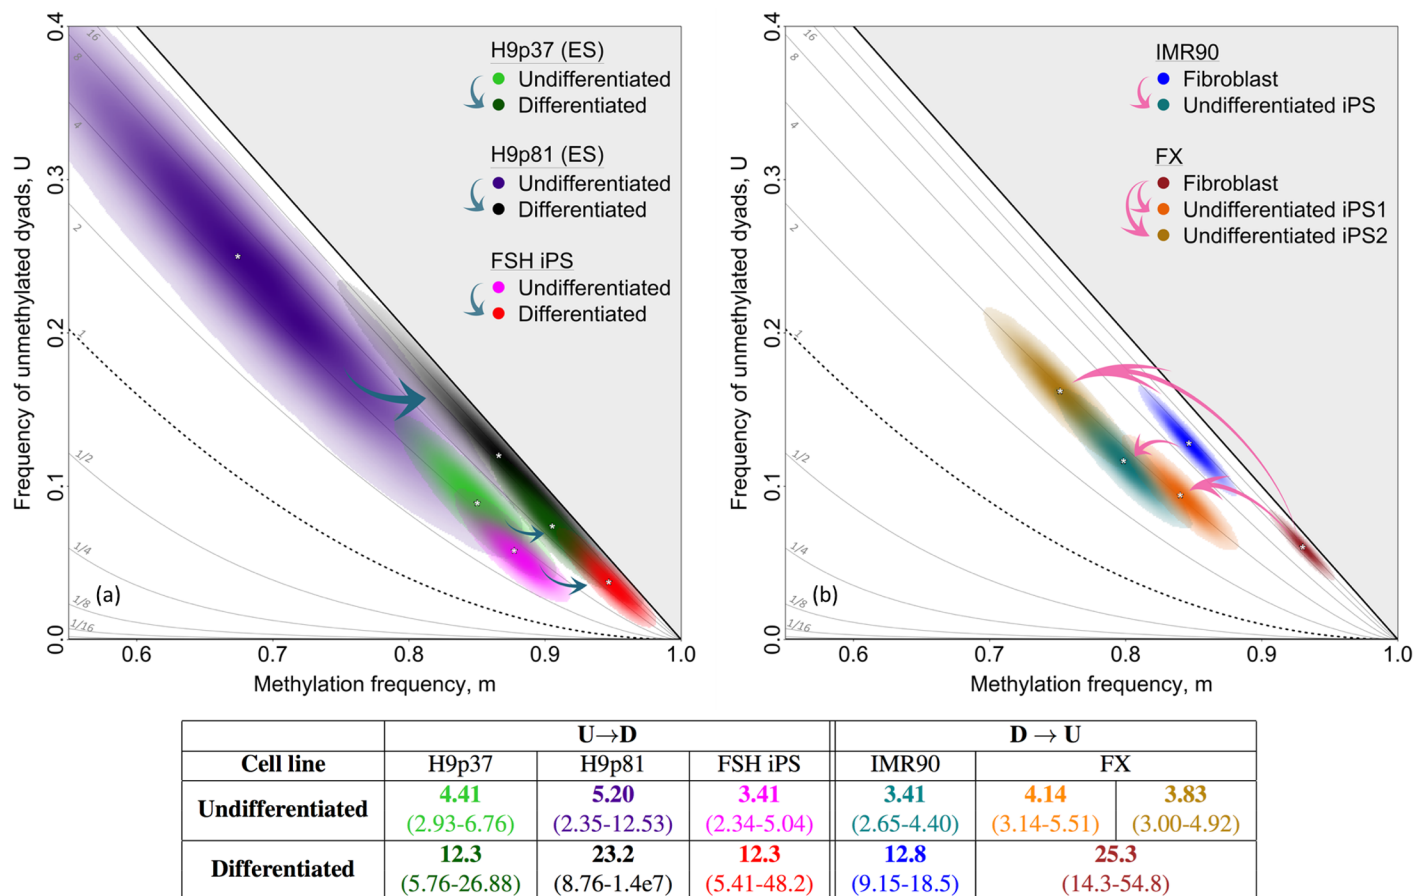 Frequency of unmethylated dyads, U
0.4
0.3
0.2
0.1
0.0
16
8
4
2
1
1/2
1/4
1/8
1/16
H9p37 (ES)
Undifferentiated
Differentiated
H9p81 (ES)
Undifferentiated
Differentiated
FSH iPS
Undifferentiated
Differentiated
(a)
0.6 0.7 0.8 0.9 1.0
Methylation frequency, m
Frequency of unmethylated dyads, U
0.4
0.3
0.2
0.1
0.0
16
8
4
2
1
1/2
1/4
1/8
1/16
IMR90
Fibroblast
Undifferentiated iPS
FX
Fibroblast
Undifferentiated iPS1
Undifferentiated iPS2
(b)
0.6 0.7 0.8 0.9 1.0
Methylation frequency, m
U→D D → U
Cell line H9p37 H9p81 FSH iPS IMR90 FX
Undifferentiated 4.41 5.20 3.41 3.41 4.14 3.83
(2.93-6.76) (2.35-12.53) (2.34-5.04) (2.65-4.40) (3.14-5.51) (3.00-4.92)
Differentiated 12.3 23.2 12.3 12.8 25.3
(5.76-26.88) (8.76-1.4e7) (5.41-48.2) (9.15-18.5) (14.3-54.8)